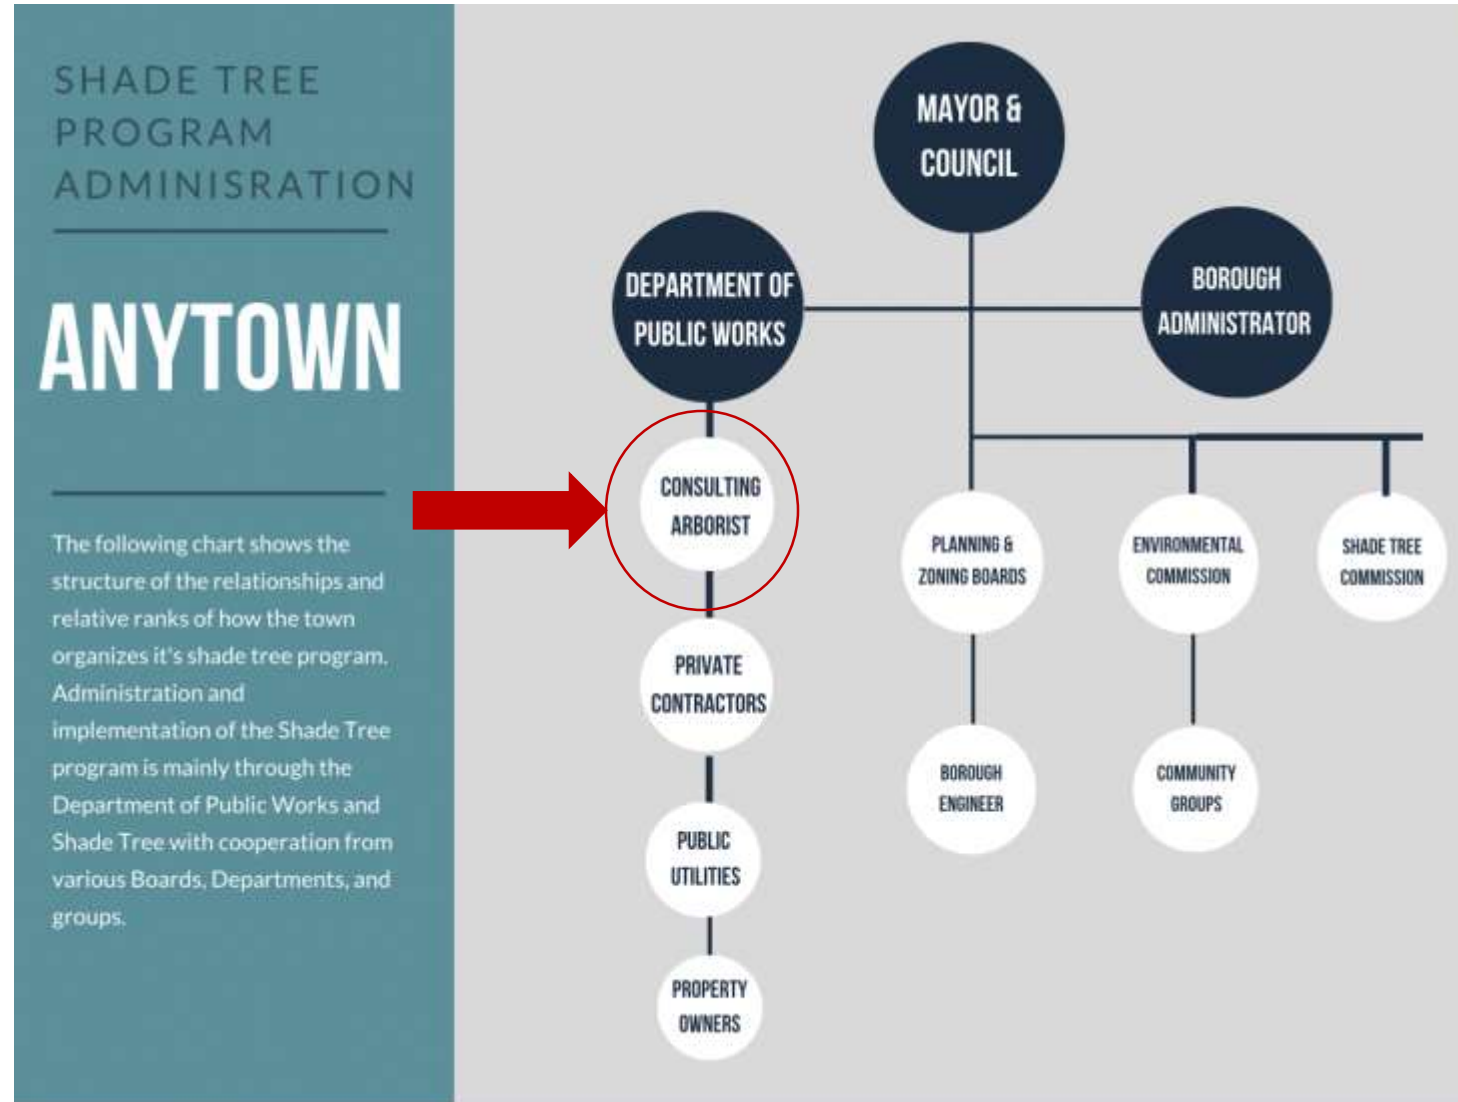 SHADE TREE
PROGRAM
ADMINISRATION
ANYTOWN
The following chart shows the
structure of the relationships and
relative ranks of how the town
organizes it's shade tree program.
Administration and
implementation of the Shade Tree
program is mainly through the
Department of Public Works and
Shade Tree with cooperation from
various Boards, Departments, and
groups.
MAYOR &
COUNCIL
DEPARTMENT OF
PUBLIC WORKS
BOROUGH
ADMINISTRATOR
CONSULTING
ARBORIST
PLANNING &
ZONING BOARDS
ENVIRONMENTAL
COMMISSION
SHADE TREE
COMMISSION
PRIVATE
CONTRACTORS
BOROUGH
ENGINEER
COMMUNITY
GROUPS
PUBLIC
UTILITIES
PROPERTY
OWNERS